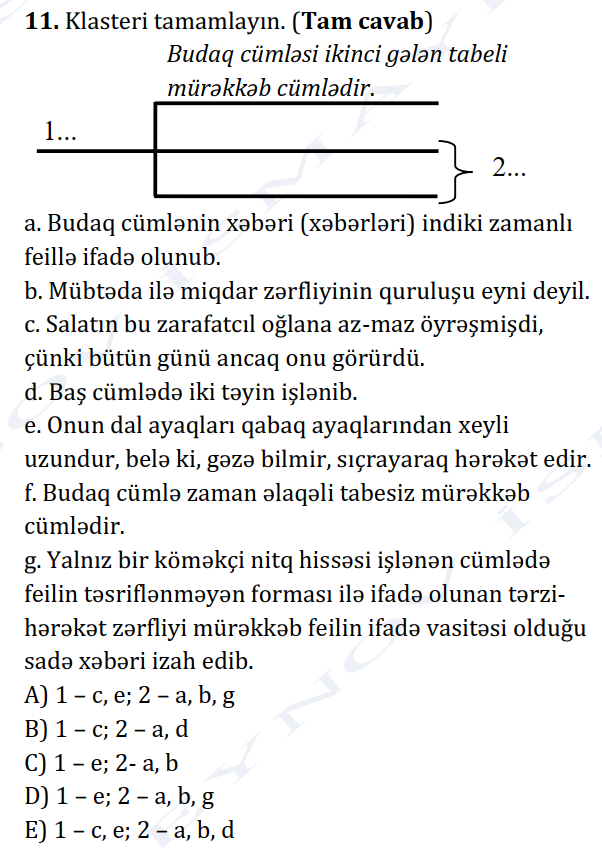 11. Klasteri tamamlayın. (Tam cavab)
Budaq cümləsi ikinci gələn tabeli
mürəkkəb cümlədir.
1...
2...
a. Budaq cümlənin xəbəri (xəbərləri) indiki zamanlı
feillə ifadə olunub.
b. Mübtəda ilə miqdar zərfliyinin quruluşu eyni deyil.
c. Salatın bu zarafatcıl oğlana az-maz öyrəşmişdi,
çünki bütün günü ancaq onu görürdü.
d. Baş cümlədə iki təyin işlənib.
e. Onun dal ayaqları qabaq ayaqlarından xeyli
uzundur, belə ki, gəzə bilmir, sıçrayaraq hərəkət edir.
f. Budaq cümlə zaman əlaqəli tabesiz mürəkkəb
cümlədir.
g. Yalnız bir köməkçi nitq hissəsi işlənən cümlədə
feilin təsriflənməyən forması ilə ifadə olunan tərzi-
hərəkət zərfliyi mürəkkəb feilin ifadə vasitəsi olduğu
sadə xəbəri izah edib.
A) 1 – c, e; 2 – a, b, g
B) 1 – c; 2 – a, d
C) 1 – e; 2- a, b
D) 1 – e; 2 – a, b, g
E) 1 – c, e; 2 – a, b, d